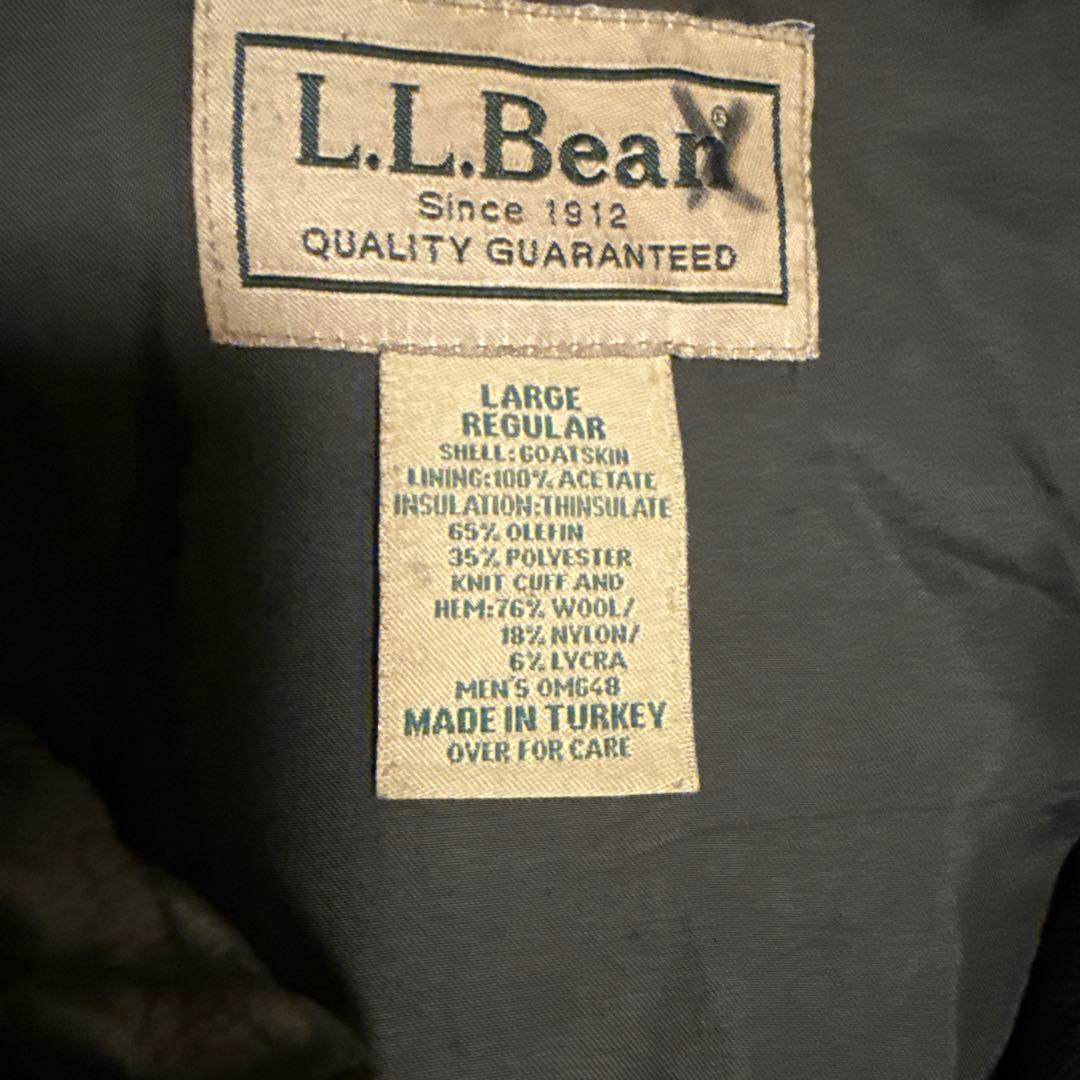 L.L.Bean®
Since 1912
QUALITY GUARANTEED
LARGE
REGULAR
SHELL:GOATSKIN
LINING:100% ACETATE
INSULATION:THINSULATE
65% OLEFIN
35% POLYESTER
KNIT CUFF AND
HEM:76% WOOL/
18% NYLON/
6% LYCRA
MEN'S 0M648
MADE IN TURKEY
OVER FOR CARE